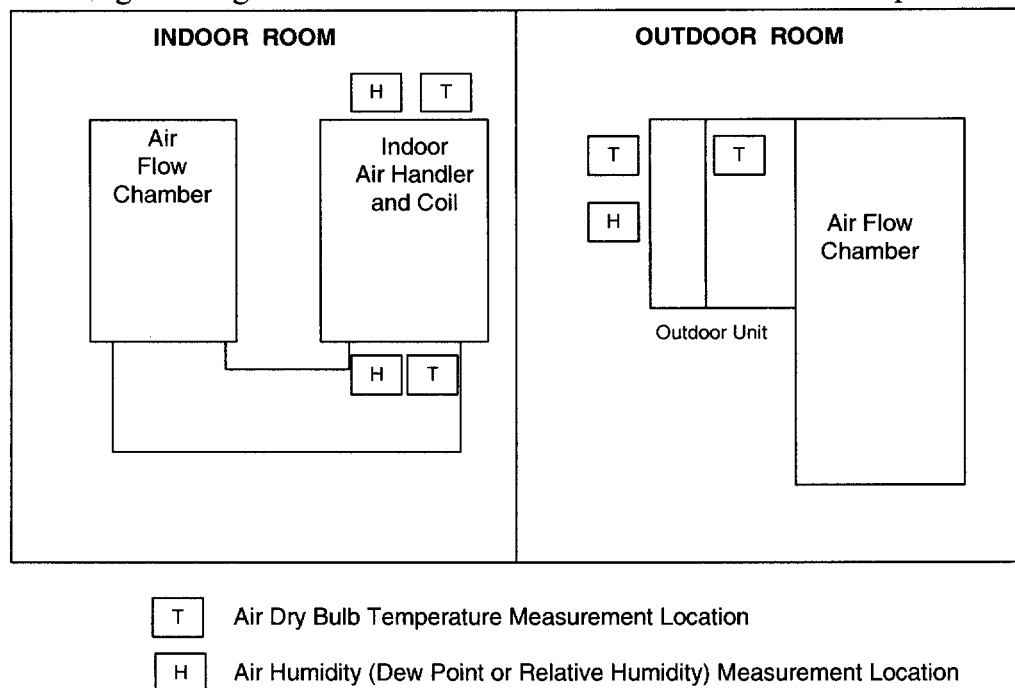 INDOOR ROOM
H T
Air
Flow
Chamber
Indoor
Air Handler
and Coil
H T
OUTDOOR ROOM
T T
H
Air Flow
Chamber
Outdoor Unit
T Air Dry Bulb Temperature Measurement Location
H Air Humidity (Dew Point or Relative Humidity) Measurement Location